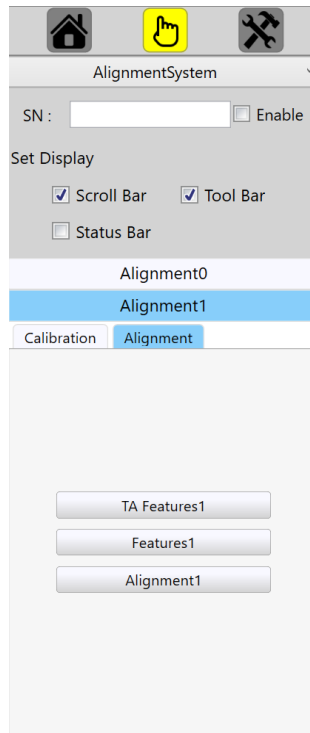 AlignmentSystem
SN :
Enable
Set Display
Scroll Bar
Tool Bar
Status Bar
Alignment0
Alignment1
Calibration
Alignment
TA Features1
Features1
Alignment1